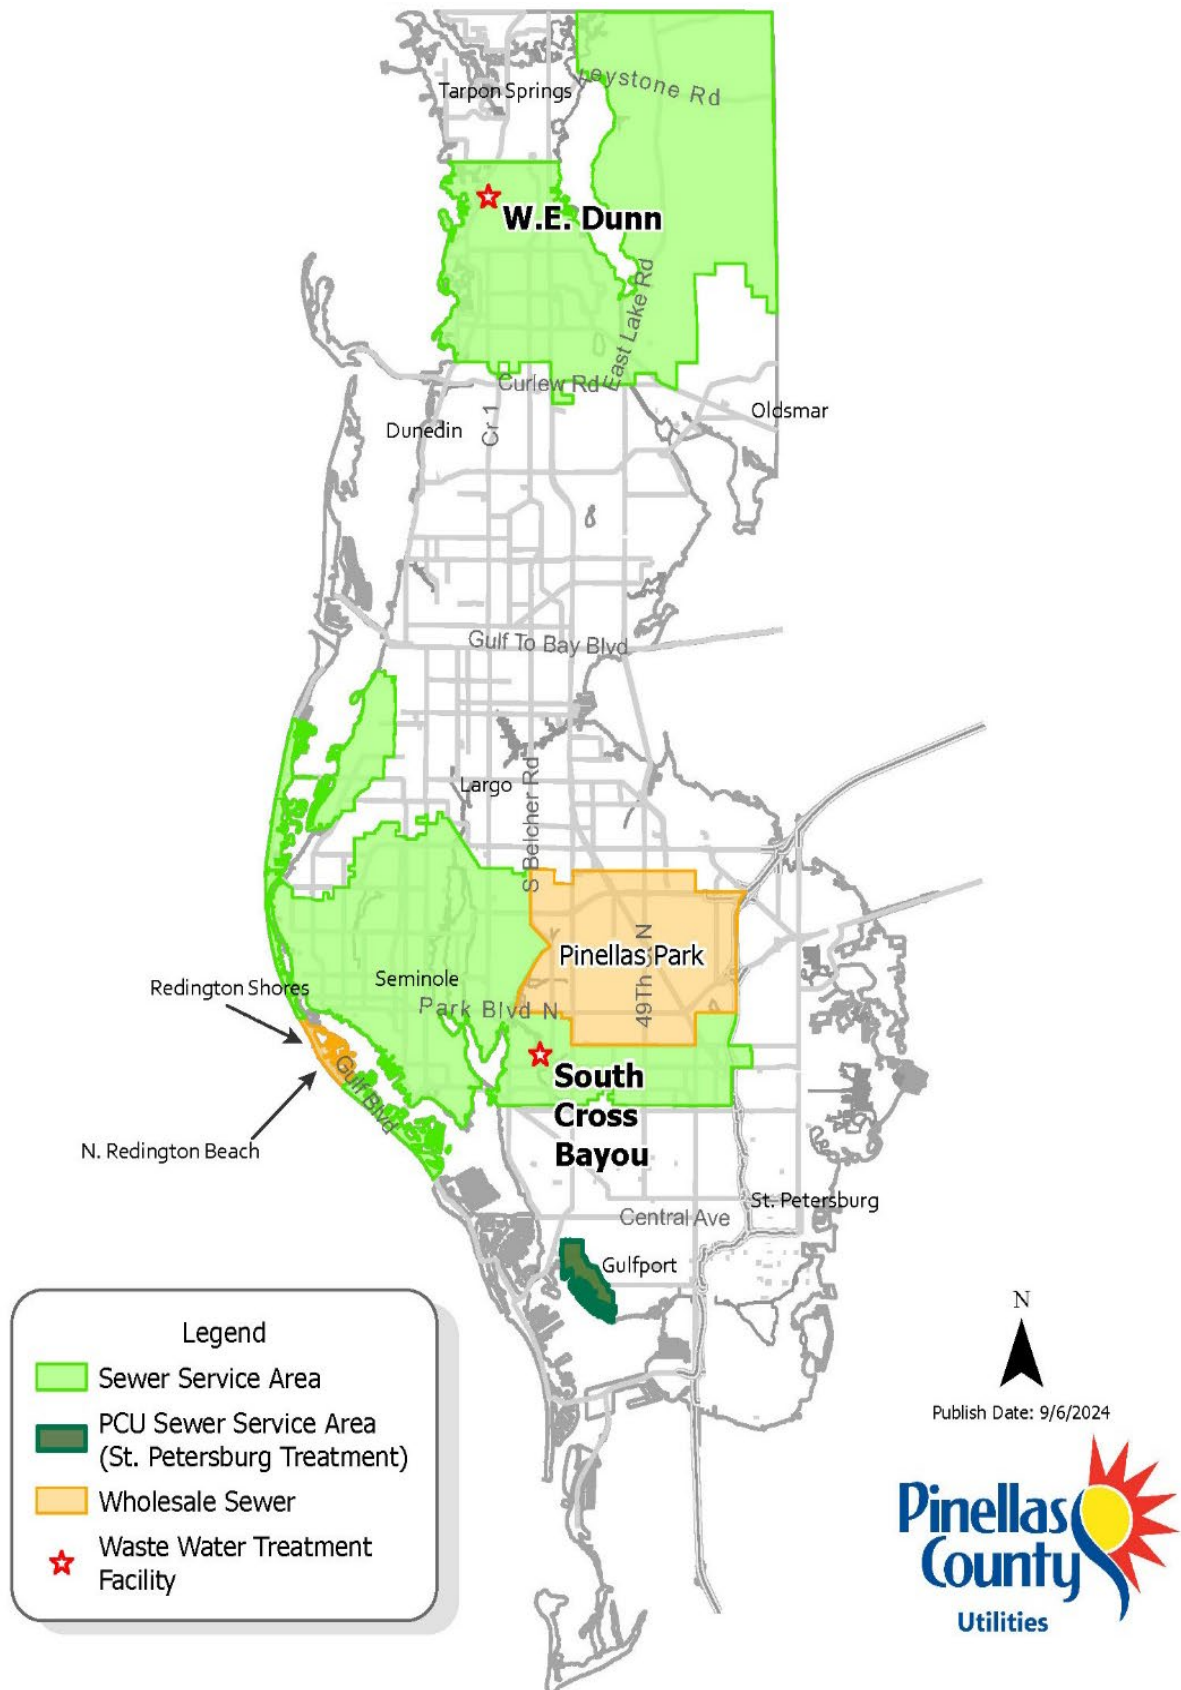 Tarpon Springs
eystone Rd
W.E. Dunn
East Lake Rd
Curlew Rd
Oldsmar
Dunedin
Cr 1
Gulf To Bay Blvd
Largo
S Belcher Rd
Pinellas Park
49Th
N
Seminole
Redington Shores
Park Blvd N
Gulf Blvd
South
Cross
Bayou
N. Redington Beach
St. Petersburg
Central Ave
Gulfport
Legend
Sewer Service Area
PCU Sewer Service Area
(St. Petersburg Treatment)
Wholesale Sewer
Waste Water Treatment
Facility
N
Publish Date: 9/6/2024
Pinellas
County
Utilities